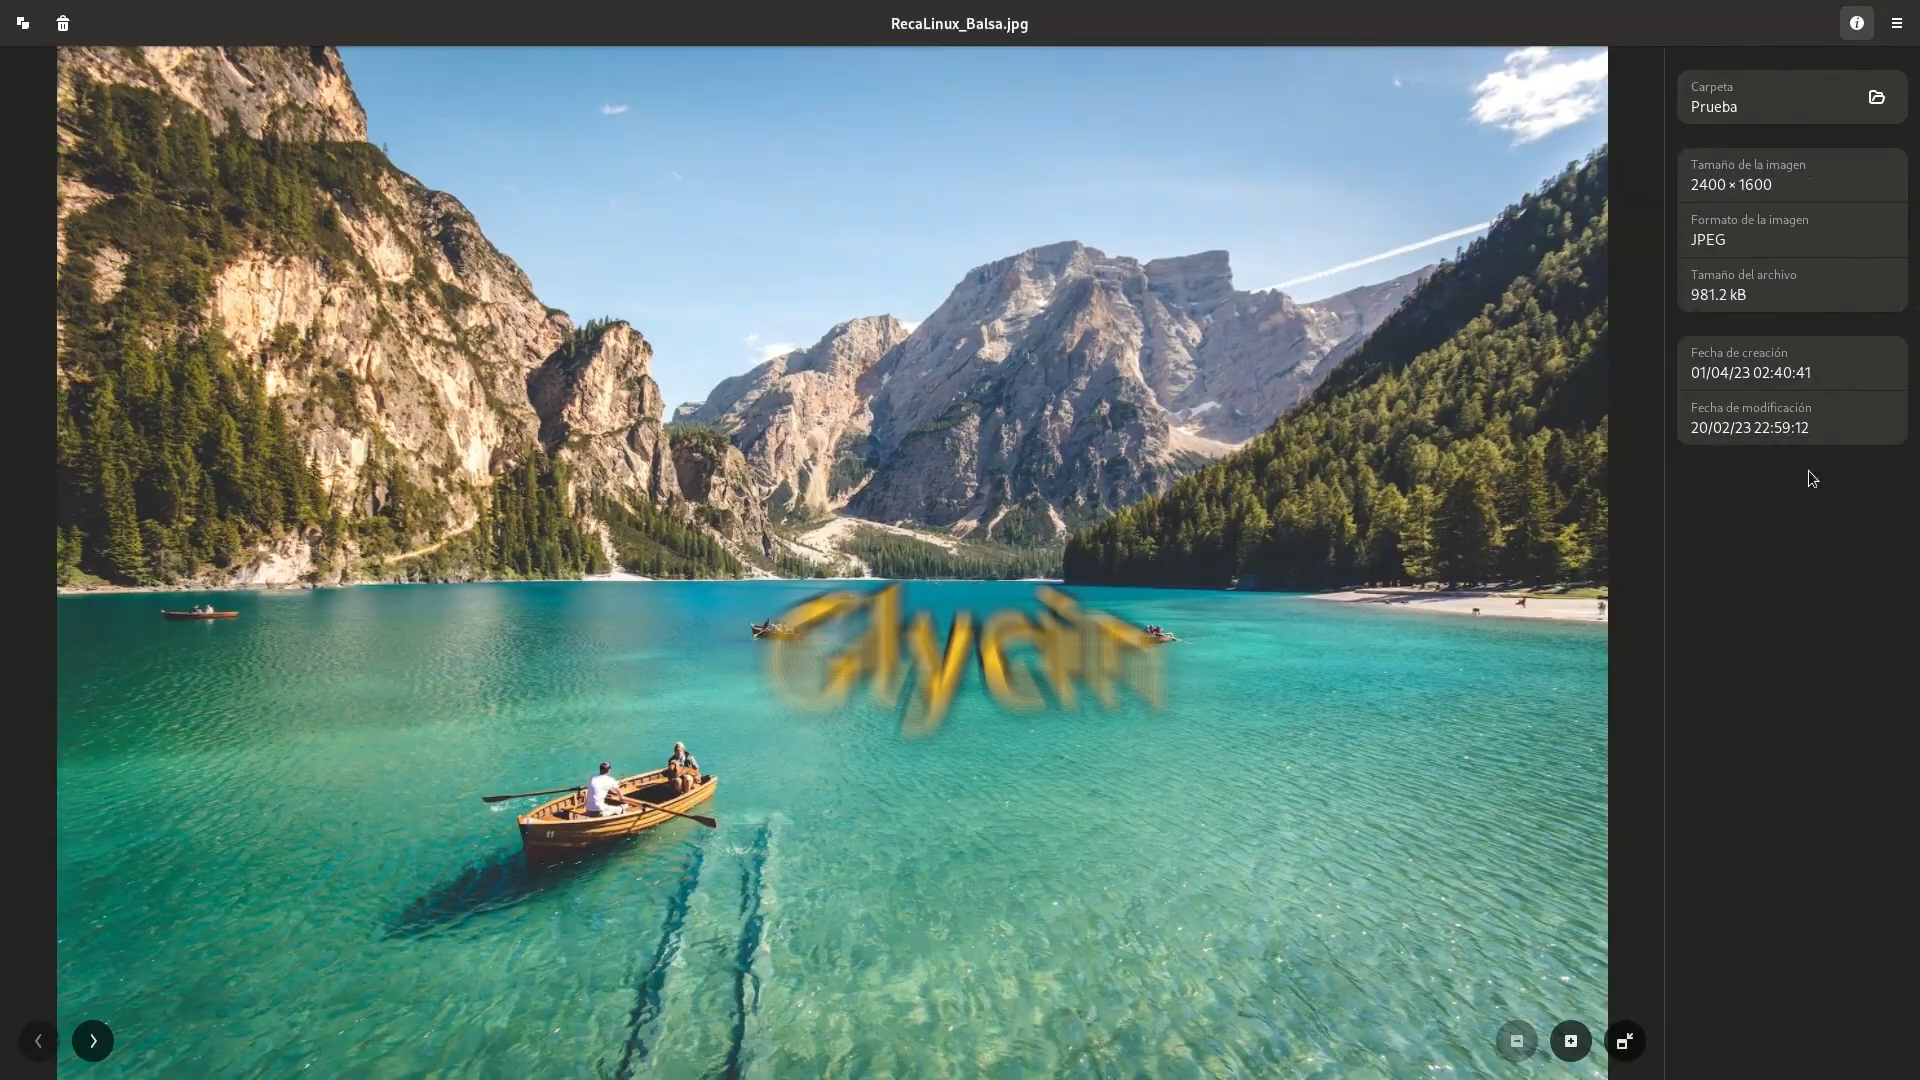 RecaLinux_Balsa.jpg
Carpeta
Prueba
Tamaño de la imagen
2400 × 1600
Formato de la imagen
JPEG
Tamaño del archivo
981.2 kB
Fecha de creación
01/04/23 02:40:41
Fecha de modificación
20/02/23 22:59:12
Glycin
11